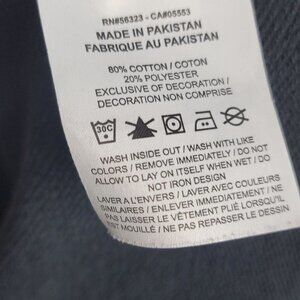 RN#56323 - CA#05553
MADE IN PAKISTAN
FABRIQUE AU PAKISTAN
80% COTTON / COTON
20% POLYESTER
EXCLUSIVE OF DECORATION /
DECORATION NON COMPRISE
30C
WASH INSIDE OUT / WASH WITH LIKE
COLORS / REMOVE IMMEDIATELY / DO NOT
ALLOW TO LAY ON ITSELF WHEN WET / DO
NOT IRON DESIGN
LAVER A L'ENVERS / LAVER AVEC COULEURS
SIMILAIRES / ENLEVER IMMEDIATEMENT / NE
PAS LAISSER LE VÊTEMENT PLIÉ LORSQU'IL
EST MOUILLÉ / NE PAS REPASSER LE DESSIN